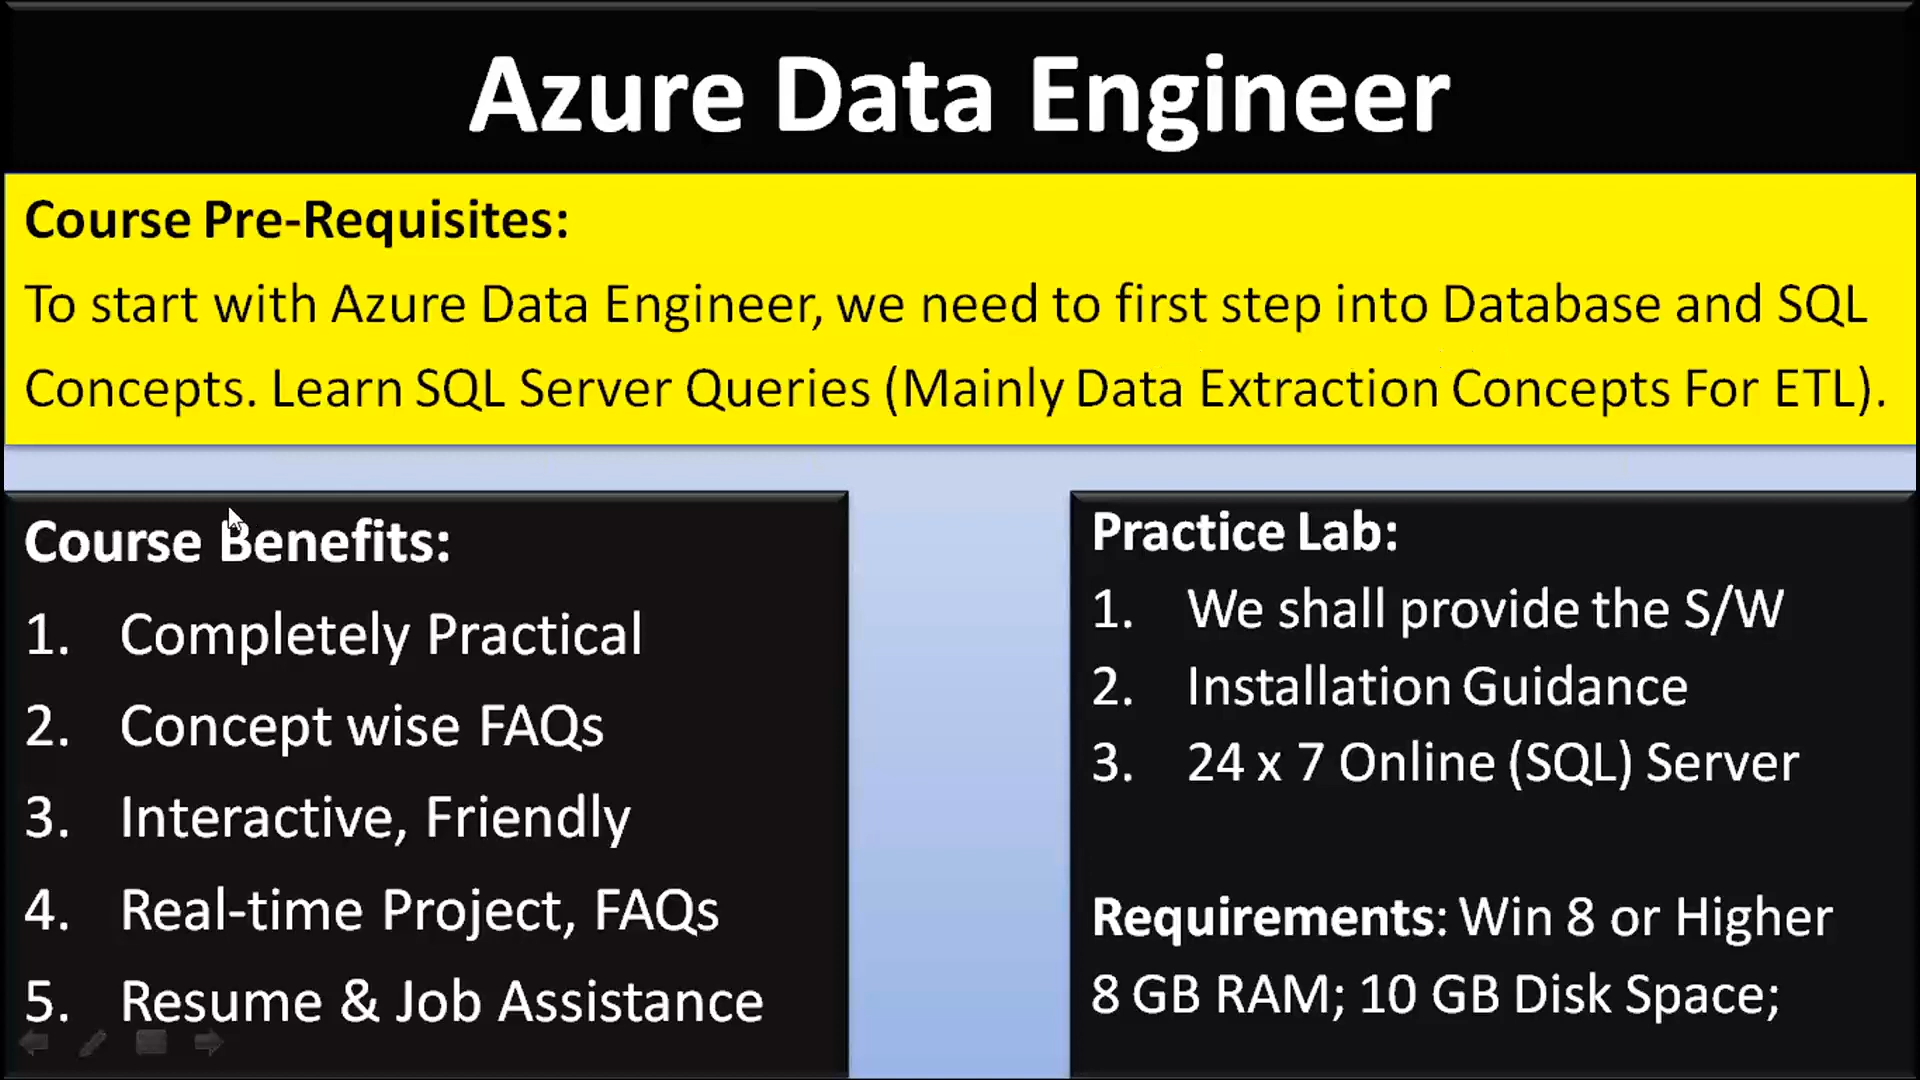 Azure Data Engineer
Course Pre-Requisites:
To start with Azure Data Engineer, we need to first step into Database and SQL
Concepts. Learn SQL Server Queries (Mainly Data Extraction Concepts For ETL).
Course Benefits:
1. Completely Practical
2. Concept wise FAQs
3. Interactive, Friendly
4. Real-time Project, FAQs
5. Resume & Job Assistance
Practice Lab:
1. We shall provide the S/W
2. Installation Guidance
3. 24 x 7 Online (SQL) Server
Requirements: Win 8 or Higher
8 GB RAM; 10 GB Disk Space;